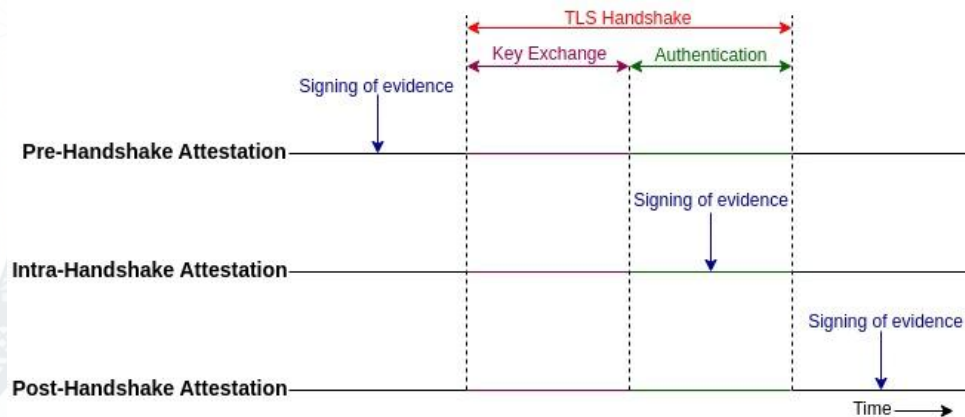 TLS Handshake
Key Exchange
Authentication
Signing of evidence
Pre-Handshake Attestation
Signing of evidence
Intra-Handshake Attestation
Signing of evidence
Post-Handshake Attestation
Time